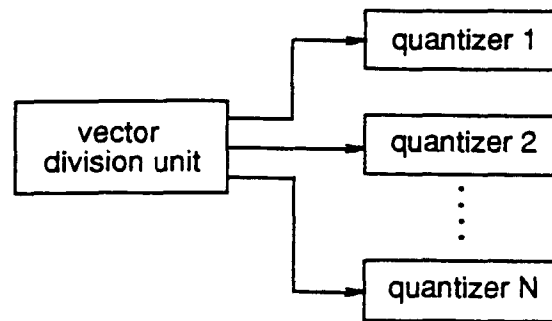 quantizer 1
vector
division unit
quantizer 2
quantizer N